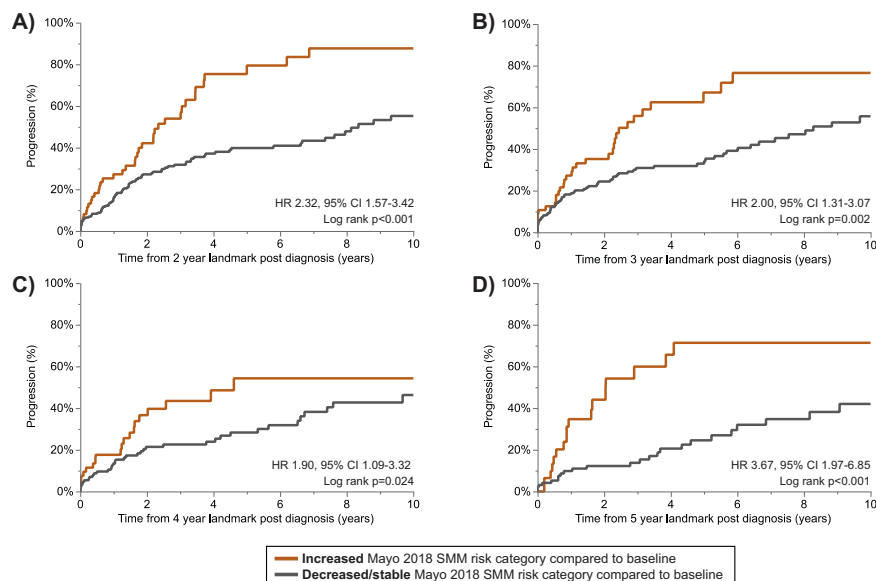 A)
100%
80%
60%
40%
20%
0%
Progression (%)
HR 2.32, 95% CI 1.57-3.42
Log rank p<0.001
0 2 4 6 8 10
Time from 2 year landmark post diagnosis (years)
B)
100%
80%
60%
40%
20%
0%
Progression (%)
HR 2.00, 95% CI 1.31-3.07
Log rank p=0.002
0 2 4 6 8 10
Time from 3 year landmark post diagnosis (years)
C)
100%
80%
60%
40%
20%
0%
Progression (%)
HR 1.90, 95% CI 1.09-3.32
Log rank p=0.024
0 2 4 6 8 10
Time from 4 year landmark post diagnosis (years)
D)
100%
80%
60%
40%
20%
0%
Progression (%)
HR 3.67, 95% CI 1.97-6.85
Log rank p<0.001
0 2 4 6 8 10
Time from 5 year landmark post diagnosis (years)
Increased Mayo 2018 SMM risk category compared to baseline
Decreased/stable Mayo 2018 SMM risk category compared to baseline